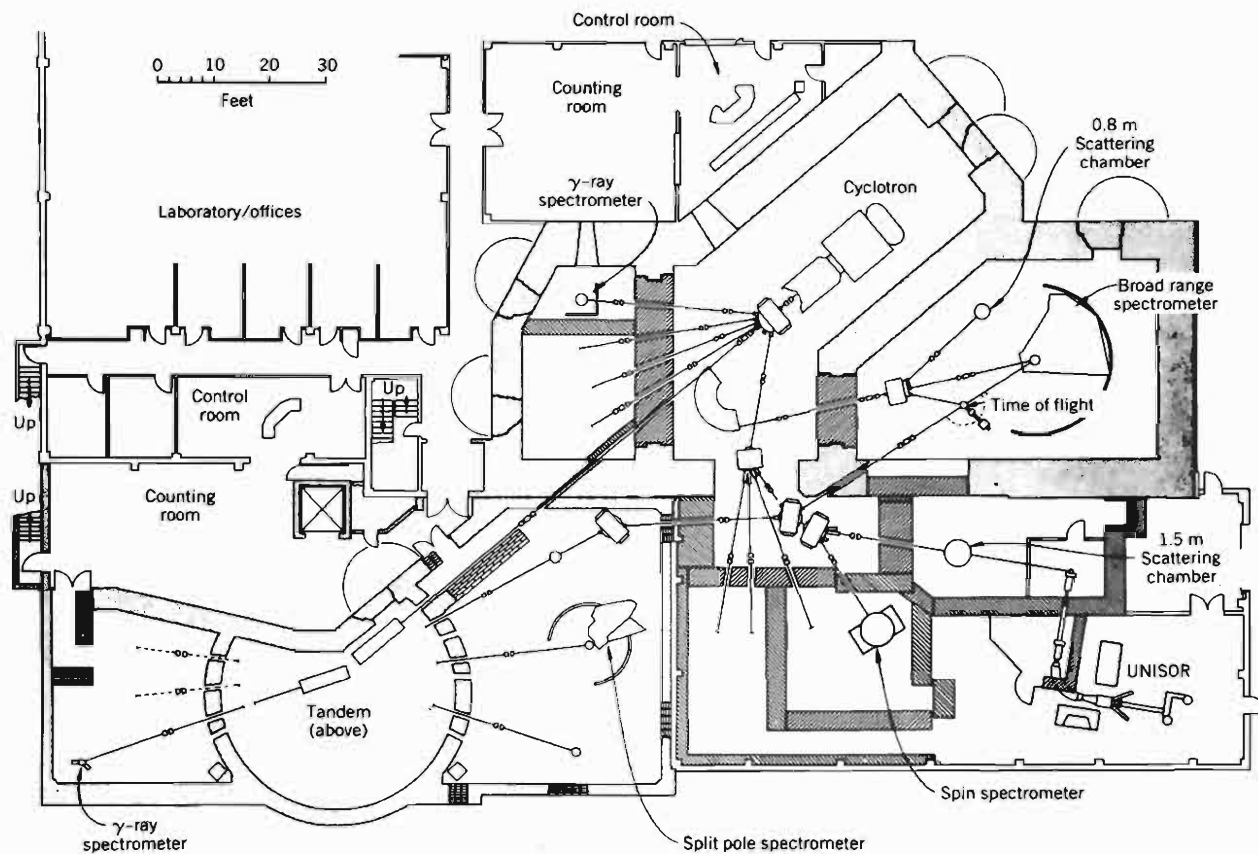 Control room
0 10 20 30
Feet
Counting
room
0.8 m
Scattering
chamber
γ-ray
spectrometer
Cyclotron
Laboratory/offices
Broad range
spectrometer
Time of flight
Up
Up
Control
room
Up
Counting
room
1.5 m
Scattering
chamber
UNISOR
Tandem
(above)
Spin spectrometer
γ-ray
spectrometer
Split pole spectrometer